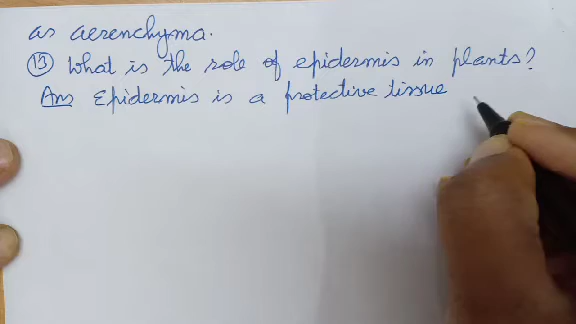 as aerenchyma.
⑬ What is the role of epidermis in plants?
Ans Epidermis is a protective tissue